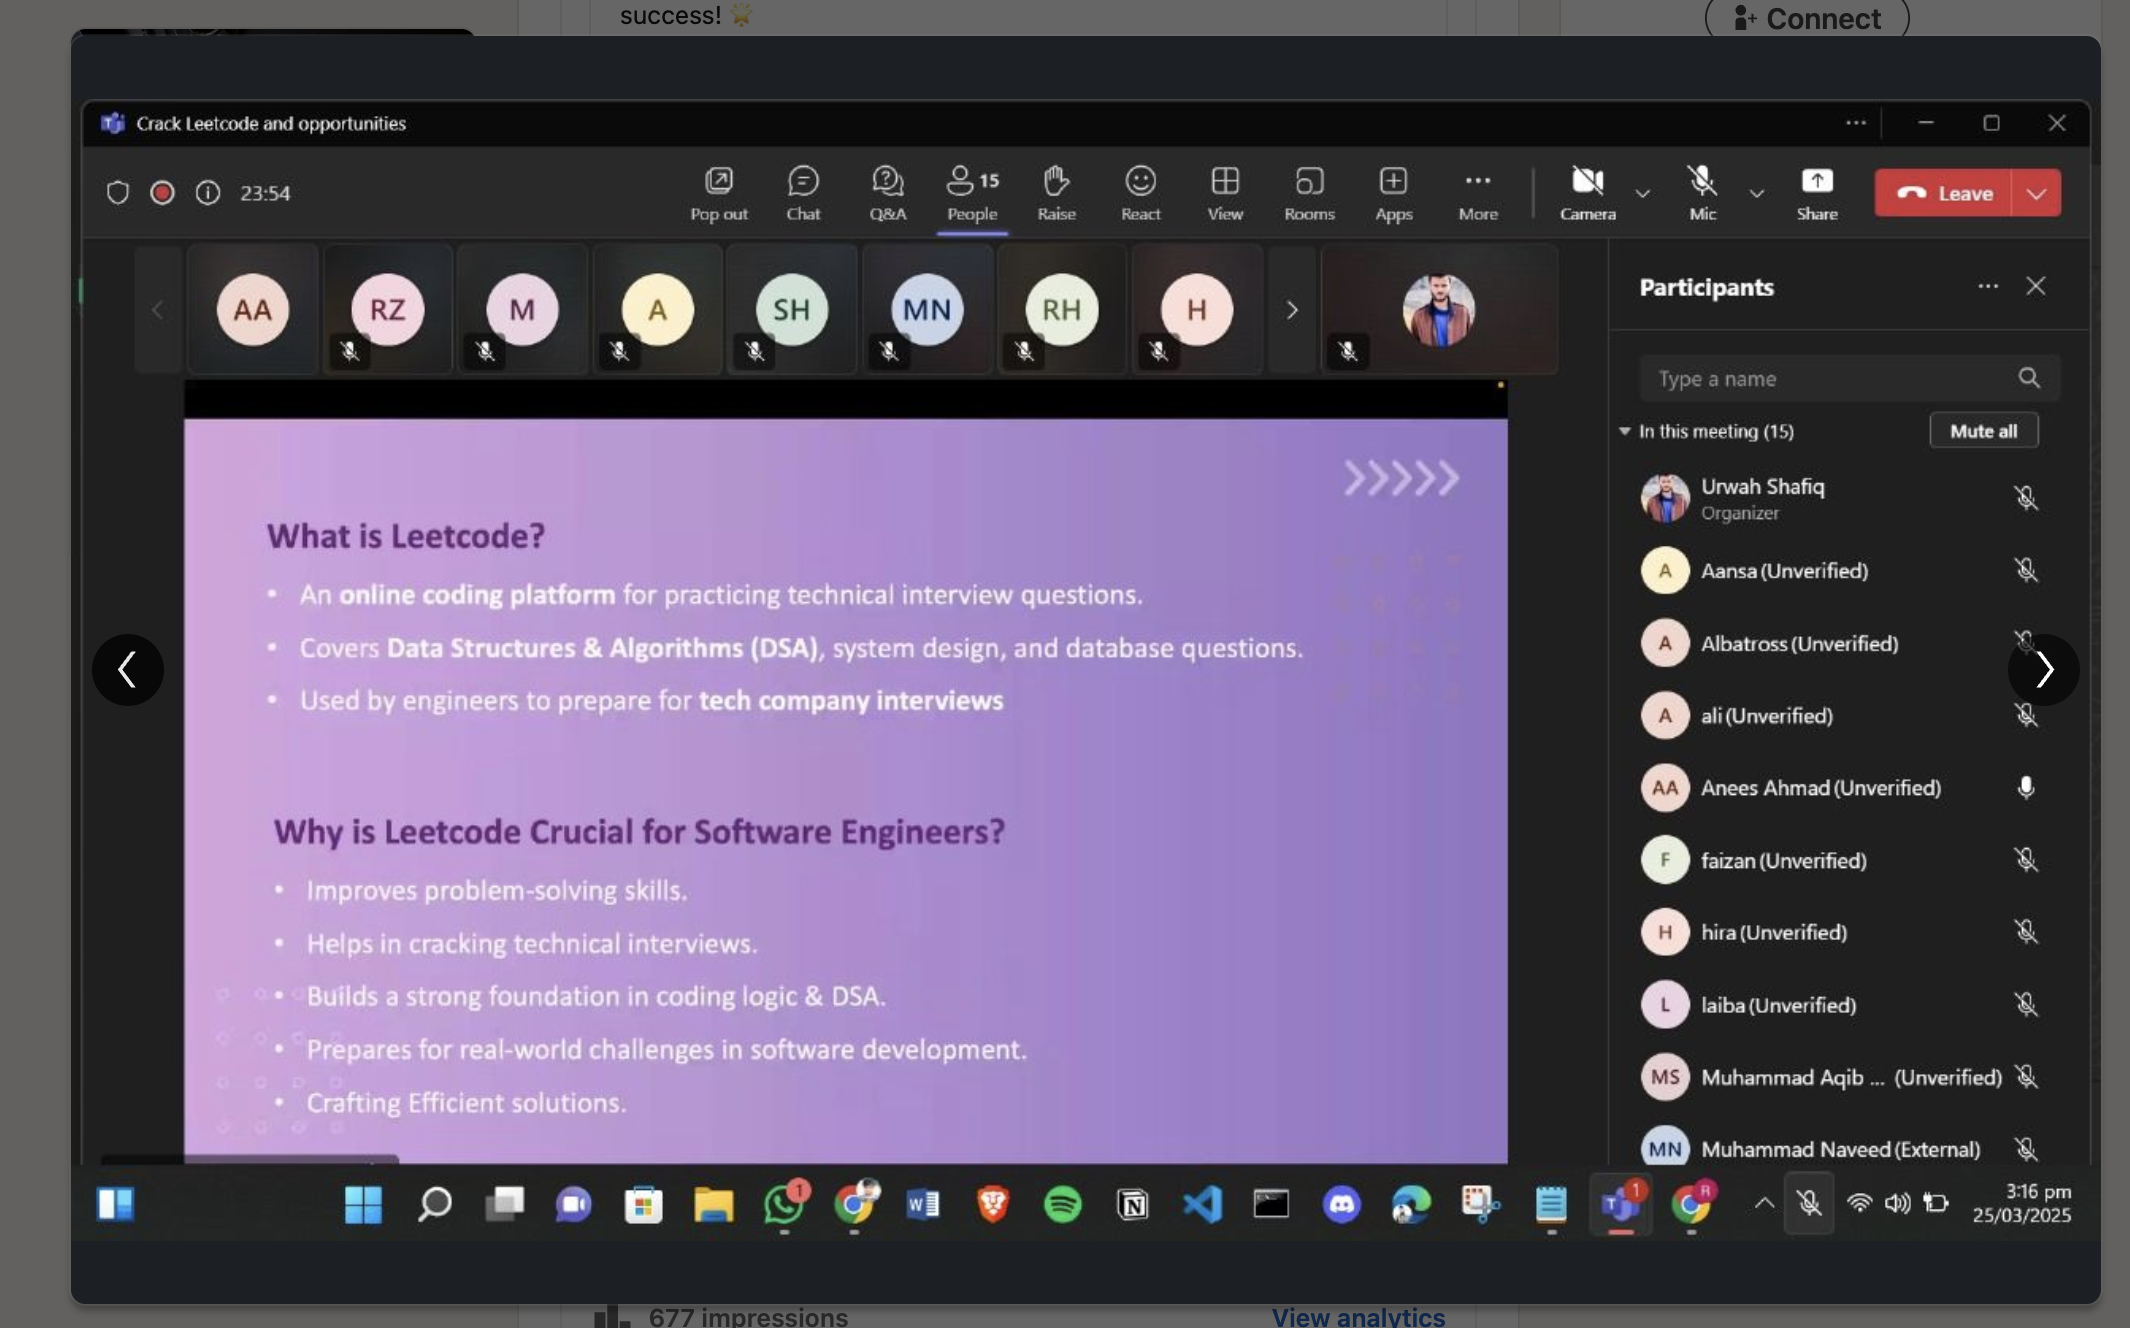 success! 🌟
Connect
Crack Leetcode and opportunities
23:54
Pop out
Chat
Q&A
15
People
Raise
React
View
Rooms
Apps
More
Camera
Mic
Share
Leave
AA
RZ
M
A
SH
MN
RH
H
Participants
Type a name
In this meeting (15)
Mute all
Urwah Shafiq
Organizer
A
Aansa (Unverified)
A
Albatross (Unverified)
A
ali (Unverified)
AA
Anees Ahmad (Unverified)
F
faizan (Unverified)
H
hira (Unverified)
L
laiba (Unverified)
MS
Muhammad Aqib ... (Unverified)
MN
Muhammad Naveed (External)
What is Leetcode?
• An online coding platform for practicing technical interview questions.
• Covers Data Structures & Algorithms (DSA), system design, and database questions.
• Used by engineers to prepare for tech company interviews
Why is Leetcode Crucial for Software Engineers?
• Improves problem-solving skills.
• Helps in cracking technical interviews.
• Builds a strong foundation in coding logic & DSA.
• Prepares for real-world challenges in software development.
• Crafting Efficient solutions.
1
W
N
T
1
R
3:16 pm
25/03/2025
677 impressions
View analytics